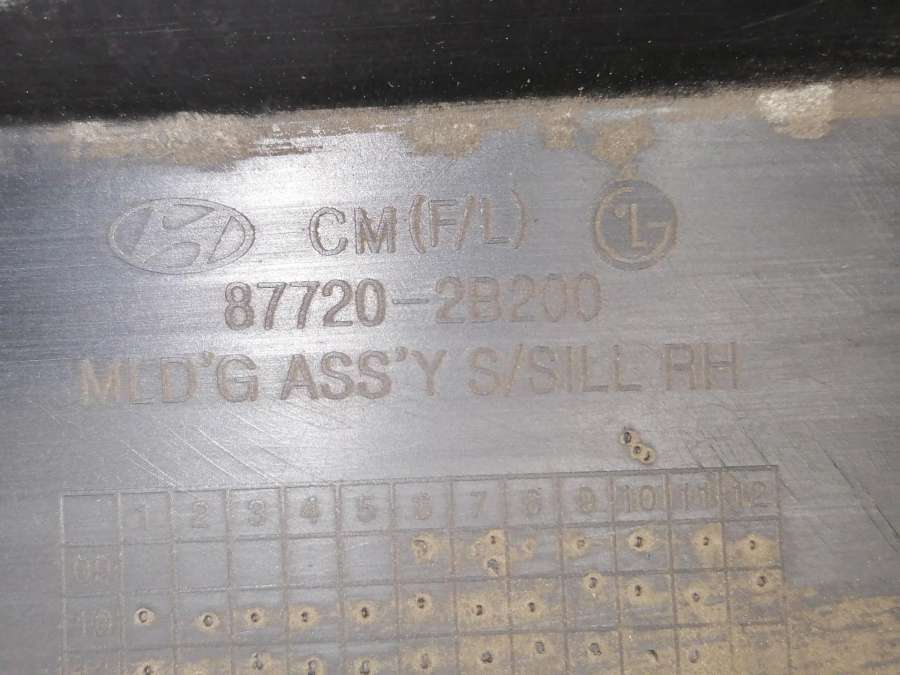 CM (F/L) LG
87720-2B200
MLD'G ASS'Y S/SILL RH
1 2 3 4 5 6 7 8 9 10 11 12
09
10